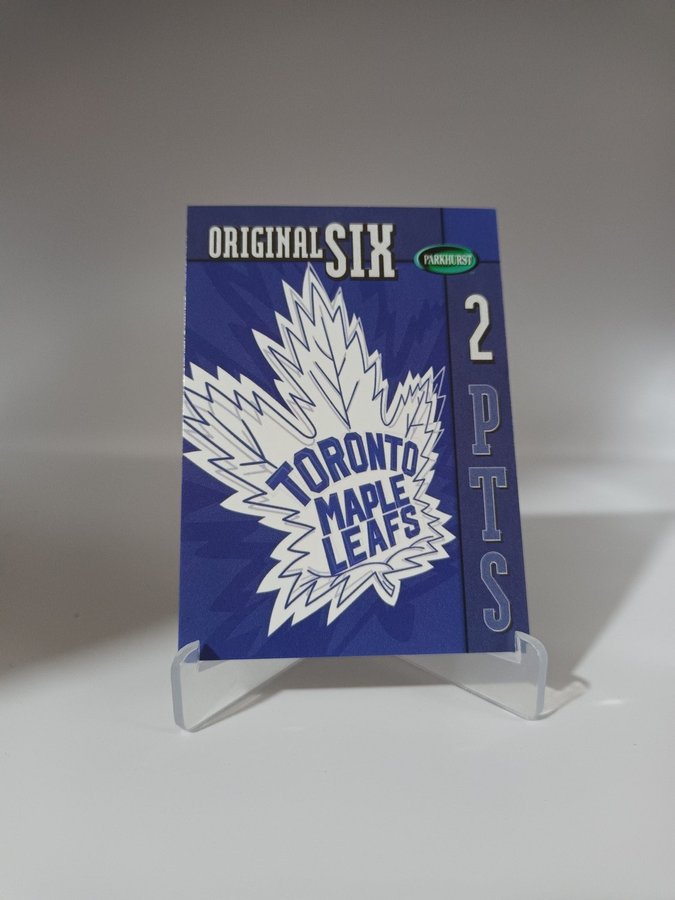 ORIGINAL SIX
PARKHURST
2
PTS
TORONTO
MAPLE
LEAFS